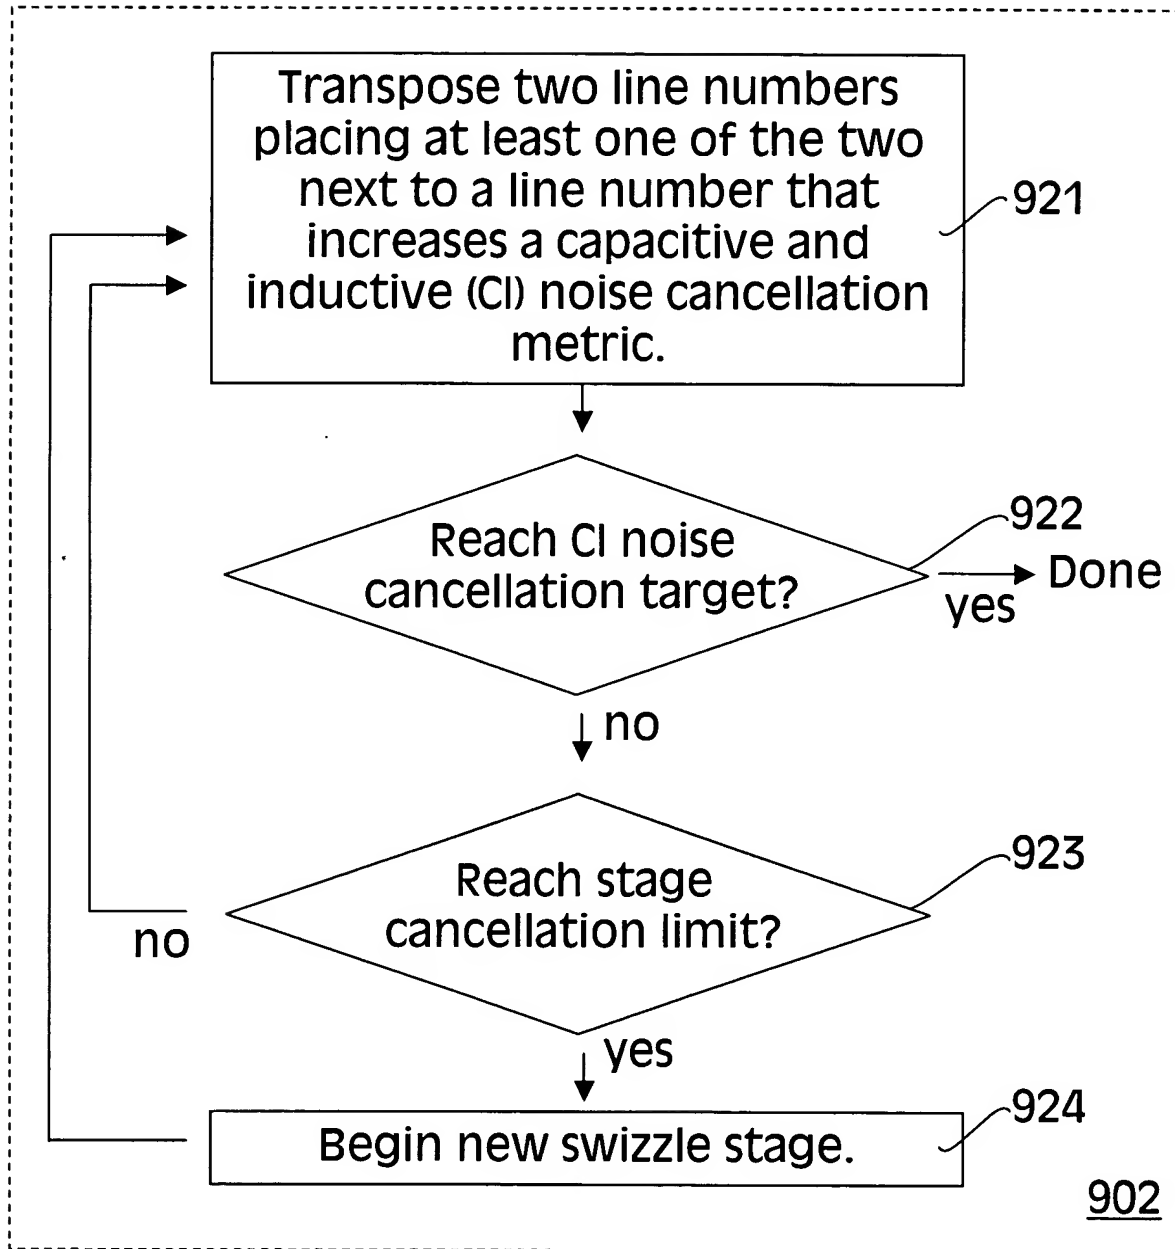 Transpose two line numbers
placing at least one of the two
next to a line number that
increases a capacitive and
inductive (CI) noise cancellation
metric.
921
Reach CI noise
cancellation target?
922
Done
yes
no
Reach stage
cancellation limit?
923
no
yes
Begin new swizzle stage.
924
902